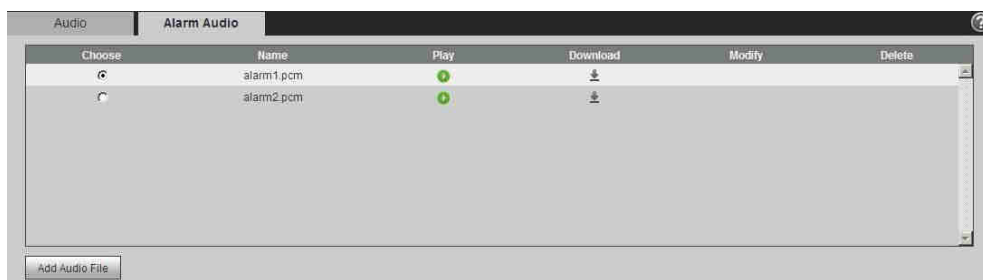 Audio Alarm Audio ?
Choose Name Play Download Modify Delete
alarm1.pcm
alarm2.pcm
Add Audio File